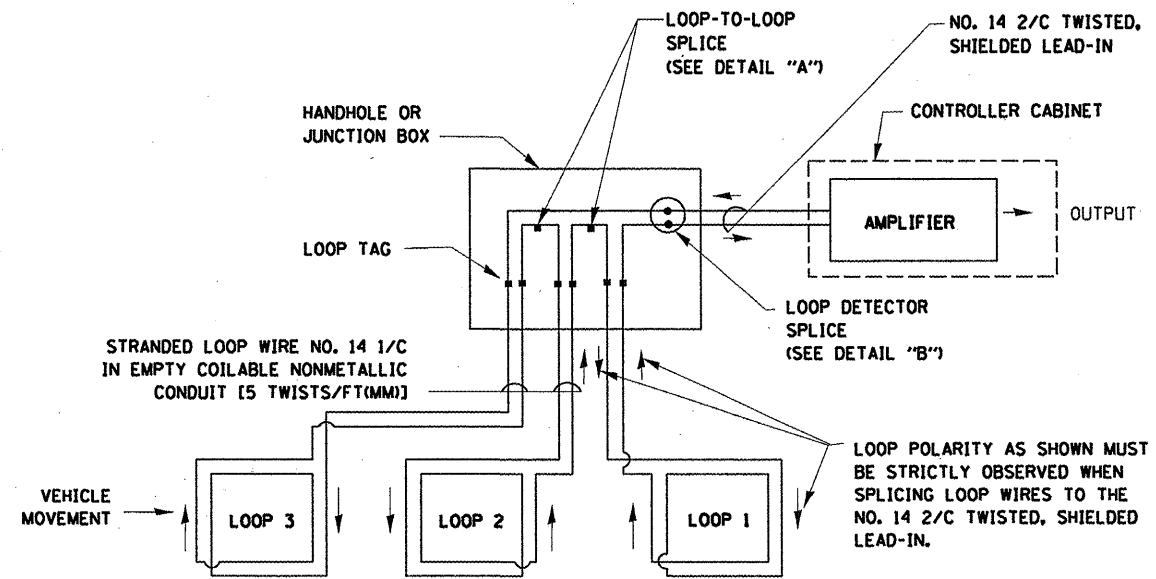 LOOP-TO-LOOP
SPLICE
(SEE DETAIL "A")
NO. 14 2/C TWISTED,
SHIELDED LEAD-IN
HANDHOLE OR
JUNCTION BOX
CONTROLLER CABINET
AMPLIFIER
OUTPUT
LOOP TAG
LOOP DETECTOR
SPLICE
(SEE DETAIL "B")
STRANDED LOOP WIRE NO. 14 1/C
IN EMPTY COILABLE NONMETALLIC
CONDUIT [5 TWISTS/FT(MM)]
LOOP POLARITY AS SHOWN MUST
BE STRICTLY OBSERVED WHEN
SPLICING LOOP WIRES TO THE
NO. 14 2/C TWISTED, SHIELDED
LEAD-IN.
VEHICLE
MOVEMENT
LOOP 3
LOOP 2
LOOP 1